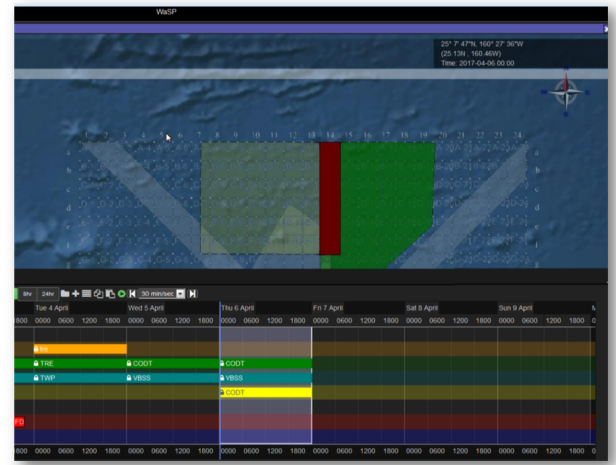 WaSP
25° 7' 47"N, 160° 27' 36"W
(25.13N , 160.46W)
Time: 2017-04-06 00:00
1 2 3 4 5 6 7 8 9 10 11 12 13 14 15 16 17 18 19 20 21 22 23 24
a a
b b
c c
d d
e e
f f
8hr 24hr 30 min/sec
Tue 4 April Wed 5 April Thu 6 April Fri 7 April Sat 8 April Sun 9 April
1800 0000 0600 1200 1800 0000 0600 1200 1800 0000 0600 1200 1800 0000 0600 1200 1800 0000 0600 1200 1800 0000 0600 1200 1800 0
TRE CODT CODT
TWP VBSS VBSS
CODT
FD
800 0000 0600 1200 1800 0000 0600 1200 1800 0000 0600 1200 1800 0000 0600 1200 1800 0000 0600 1200 1800 0000 0600 1200 1800 0